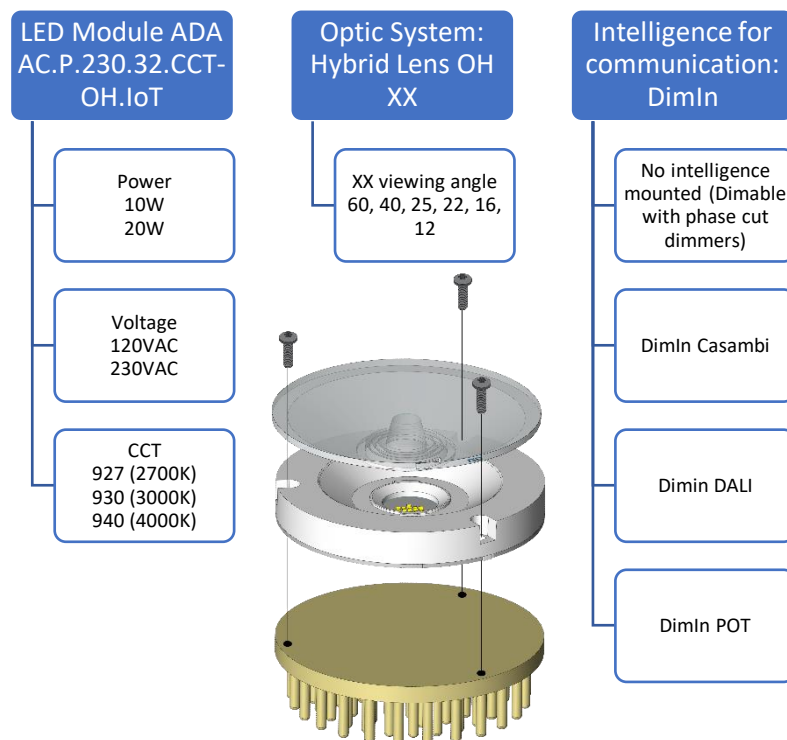 LED Module ADA
AC.P.230.32.CCT-
OH.IoT
Power
10W
20W
Voltage
120VAC
230VAC
CCT
927 (2700K)
930 (3000K)
940 (4000K)
Optic System:
Hybrid Lens OH
XX
XX viewing angle
60, 40, 25, 22, 16,
12
Intelligence for
communication:
DimIn
No intelligence
mounted (Dimable
with phase cut
dimmers)
DimIn Casambi
Dimin DALI
DimIn POT